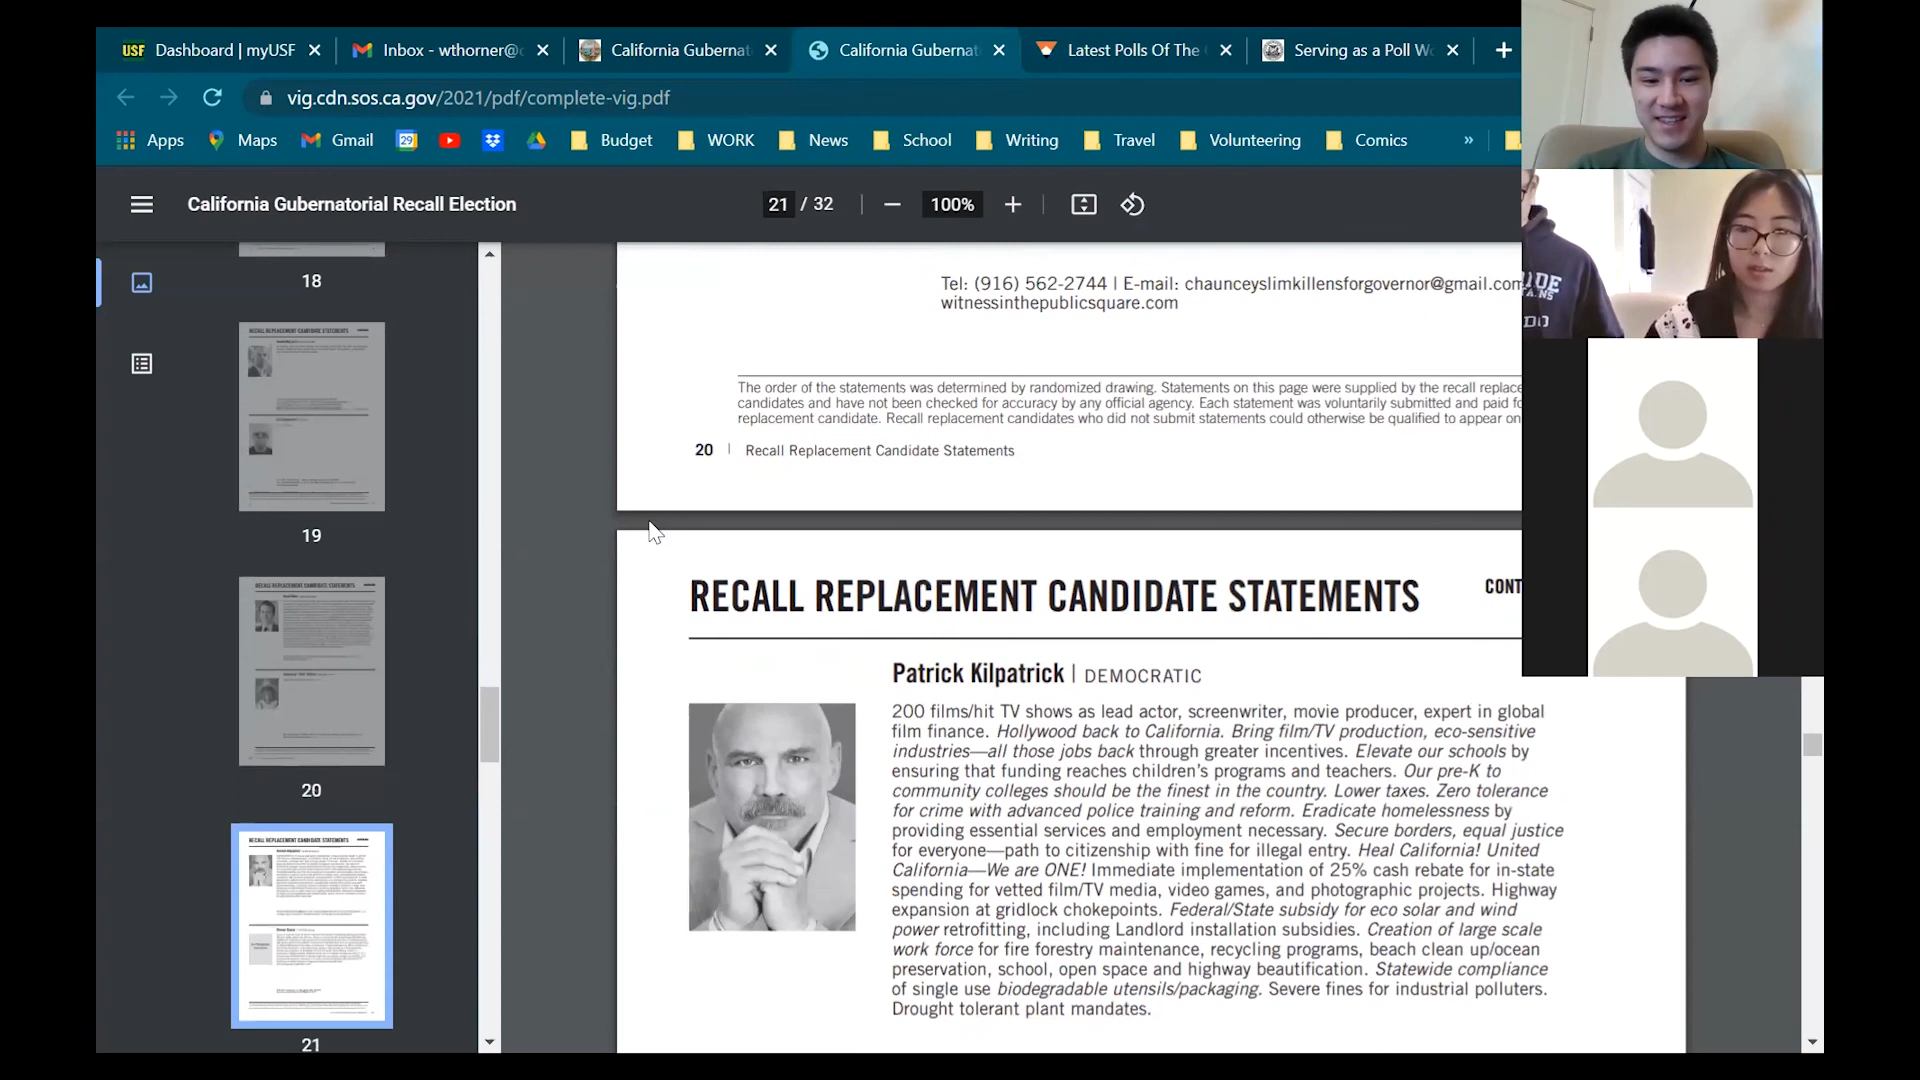 USF Dashboard | myUSF
Inbox - wthorner@
California Gubernat
California Gubernat
Latest Polls Of The
Serving as a Poll W
vig.cdn.sos.ca.gov/2021/pdf/complete-vig.pdf
Apps
Maps
Gmail
29
Budget
WORK
News
School
Writing
Travel
Volunteering
Comics
»
California Gubernatorial Recall Election
21 / 32
100%
18
RECALL REPLACEMENT CANDIDATE STATEMENTS
19
RECALL REPLACEMENT CANDIDATE STATEMENTS
20
RECALL REPLACEMENT CANDIDATE STATEMENTS
21
Tel: (916) 562-2744 | E-mail: chaunceyslimkillensforgovernor@gmail.com
witnessinthepublicsquare.com
The order of the statements was determined by randomized drawing. Statements on this page were supplied by the recall replace
candidates and have not been checked for accuracy by any official agency. Each statement was voluntarily submitted and paid fo
replacement candidate. Recall replacement candidates who did not submit statements could otherwise be qualified to appear on
20 | Recall Replacement Candidate Statements
RECALL REPLACEMENT CANDIDATE STATEMENTS CONT
Patrick Kilpatrick | DEMOCRATIC
200 films/hit TV shows as lead actor, screenwriter, movie producer, expert in global
film finance. Hollywood back to California. Bring film/TV production, eco-sensitive
industries—all those jobs back through greater incentives. Elevate our schools by
ensuring that funding reaches children's programs and teachers. Our pre-K to
community colleges should be the finest in the country. Lower taxes. Zero tolerance
for crime with advanced police training and reform. Eradicate homelessness by
providing essential services and employment necessary. Secure borders, equal justice
for everyone—path to citizenship with fine for illegal entry. Heal California! United
California—We are ONE! Immediate implementation of 25% cash rebate for in-state
spending for vetted film/TV media, video games, and photographic projects. Highway
expansion at gridlock chokepoints. Federal/State subsidy for eco solar and wind
power retrofitting, including Landlord installation subsidies. Creation of large scale
work force for fire forestry maintenance, recycling programs, beach clean up/ocean
preservation, school, open space and highway beautification. Statewide compliance
of single use biodegradable utensils/packaging. Severe fines for industrial polluters.
Drought tolerant plant mandates.